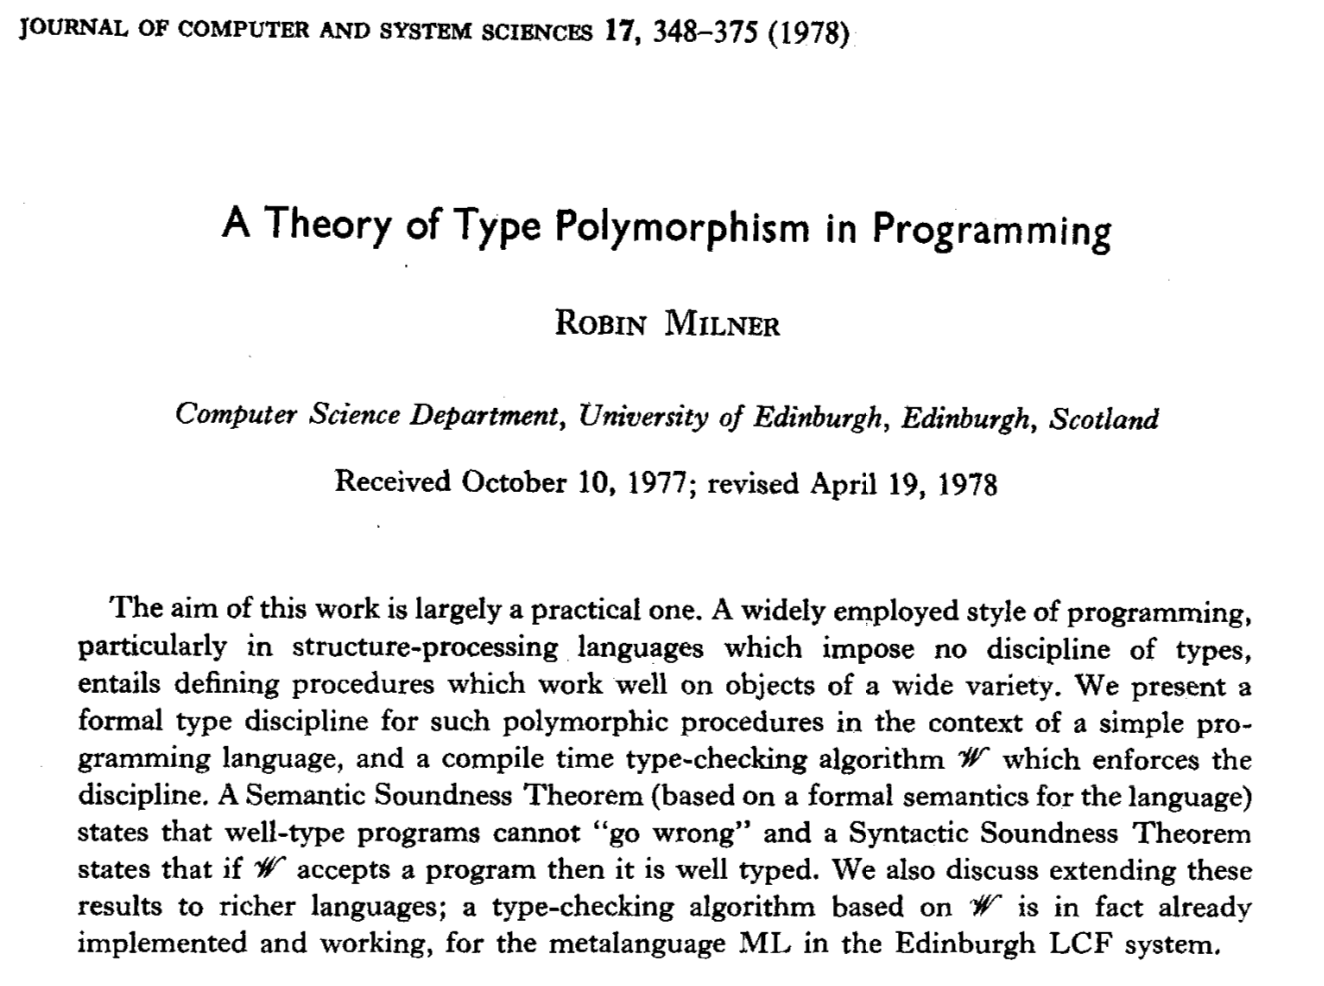 JOURNAL OF COMPUTER AND SYSTEM SCIENCES 17, 348–375 (1978)
A Theory of Type Polymorphism in Programming
ROBIN MILNER
Computer Science Department, University of Edinburgh, Edinburgh, Scotland
Received October 10, 1977; revised April 19, 1978
The aim of this work is largely a practical one. A widely employed style of programming,
particularly in structure-processing languages which impose no discipline of types,
entails defining procedures which work well on objects of a wide variety. We present a
formal type discipline for such polymorphic procedures in the context of a simple pro-
gramming language, and a compile time type-checking algorithm 𝒲 which enforces the
discipline. A Semantic Soundness Theorem (based on a formal semantics for the language)
states that well-type programs cannot “go wrong” and a Syntactic Soundness Theorem
states that if 𝒲 accepts a program then it is well typed. We also discuss extending these
results to richer languages; a type-checking algorithm based on 𝒲 is in fact already
implemented and working, for the metalanguage ML in the Edinburgh LCF system.